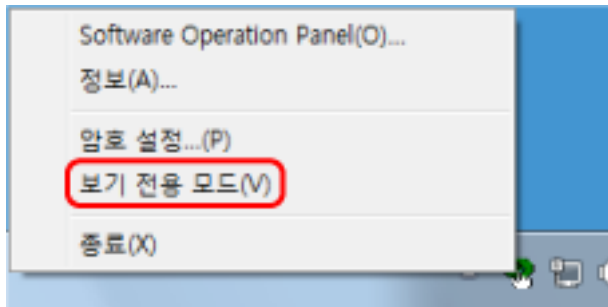 Software Operation Panel(O)...
정보(A)...
암호 설정...(P)
보기 전용 모드(V)
종료(X)